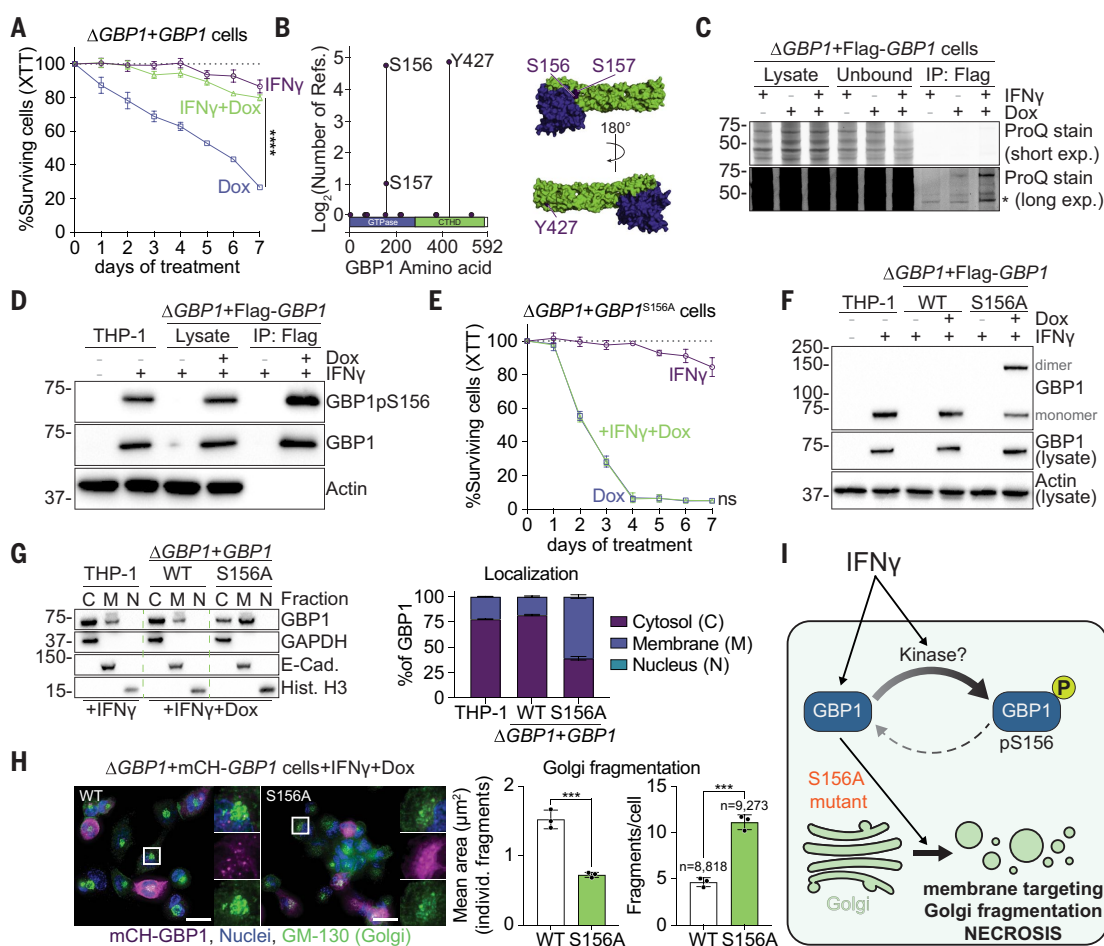 A
ΔGBP1+GBP1 cells
%Surviving cells (XTT)
100
80
60
40
20
0
IFNγ
IFNγ+Dox
Dox
****
0 1 2 3 4 5 6 7
days of treatment
B
Log2(Number of Refs.)
5
4
3
2
1
0
S156
Y427
S157
GTPase
CTHD
0 200 400 592
GBP1 Amino acid
S156 S157
180°
Y427
C
ΔGBP1+Flag-GBP1 cells
Lysate Unbound IP: Flag
+ - + + - + + - + IFNγ
- + + - + + - + + Dox
75-
50-
ProQ stain
(short exp.)
75-
50-
ProQ stain
* (long exp.)
D
ΔGBP1+Flag-GBP1
THP-1 Lysate IP: Flag
+ + Dox
- + + + + + IFNγ
75-
GBP1pS156
75-
GBP1
37-
Actin
E
ΔGBP1+GBP1S156A cells
%Surviving cells (XTT)
100
80
60
40
20
0
IFNγ
+IFNγ+Dox
Dox
ns
0 1 2 3 4 5 6 7
days of treatment
F
ΔGBP1+Flag-GBP1
THP-1 WT S156A
+ + Dox
- + + + + + IFNγ
250-
150-
100-
75-
dimer
GBP1
monomer
75-
GBP1
(lysate)
37-
Actin
(lysate)
G
ΔGBP1+GBP1
THP-1 WT S156A
C M N C M N C M N Fraction
75- GBP1
37- GAPDH
150- E-Cad.
15- Hist. H3
+IFNγ +IFNγ+Dox
Localization
%of GBP1
100
75
50
25
0
Cytosol (C)
Membrane (M)
Nucleus (N)
THP-1 WT S156A
ΔGBP1+GBP1
H
ΔGBP1+mCH-GBP1 cells+IFNγ+Dox
WT
S156A
mCH-GBP1, Nuclei, GM-130 (Golgi)
Golgi fragmentation
Mean area (μm²)
(individ. fragments)
2
1
0
***
WT S156A
Fragments/cell
15
10
5
0
***
n=9,273
n=8,818
WT S156A
I
IFNγ
Kinase?
P
GBP1
GBP1
pS156
S156A
mutant
Golgi
membrane targeting
Golgi fragmentation
NECROSIS